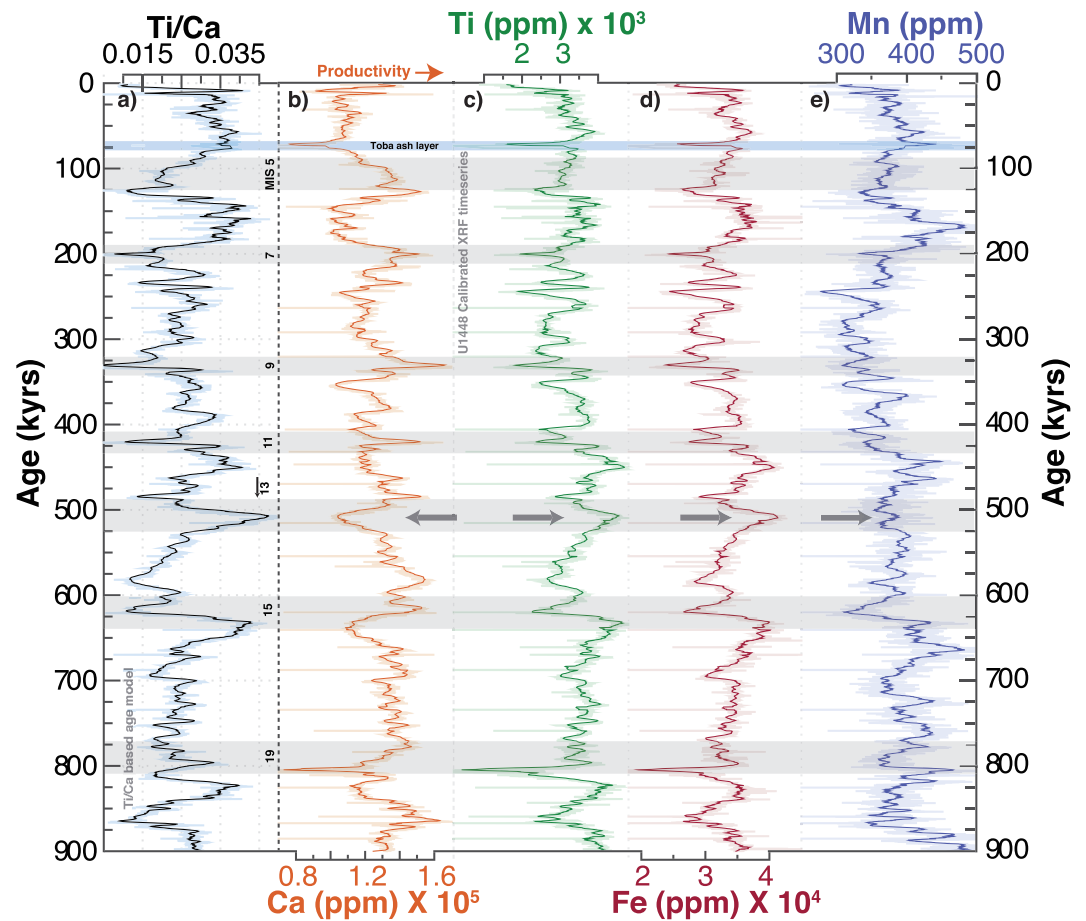 Ti/Ca
Ti (ppm) x 10³
Mn (ppm)
0.015 0.035
2 3
300 400 500
Productivity
a) b) c) d) e)
0 0
Toba ash layer
100 100
MIS 5
200 200
7
300 300
9
400 400
11
500 500
13
600 600
15
700 700
800 800
19
900 900
Age (kyrs)
Age (kyrs)
U1448 Calibrated XRF timeseries
Ti/Ca based age model
0.8 1.2 1.6
2 3 4
Ca (ppm) X 10⁵
Fe (ppm) X 10⁴